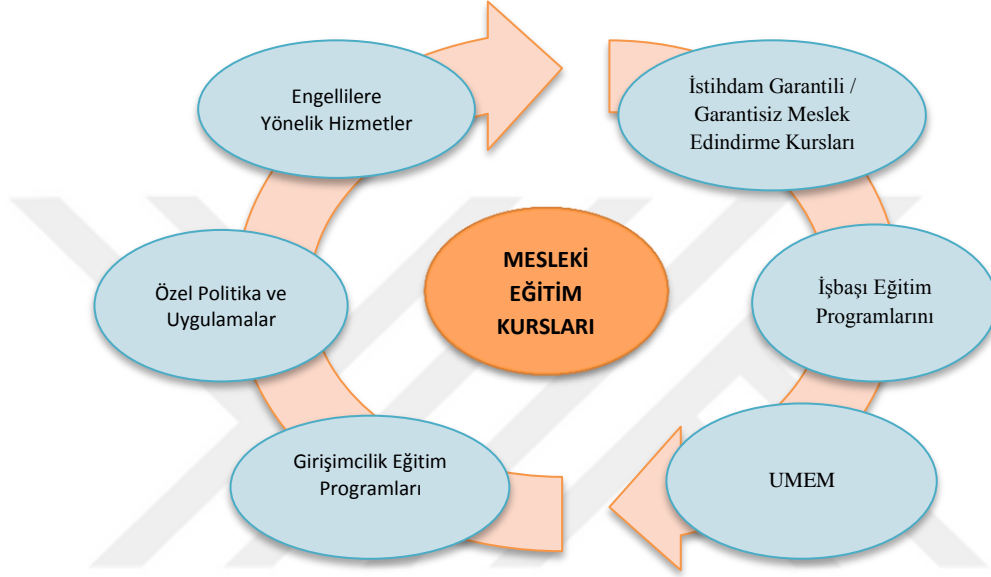 Engellilere
Yönelik Hizmetler
İstihdam Garantili /
Garantisiz Meslek
Edindirme Kursları
MESLEKİ
EĞİTİM
KURSLARI
İşbaşı Eğitim
Programlarını
Özel Politika ve
Uygulamalar
Girişimcilik Eğitim
Programları
UMEM